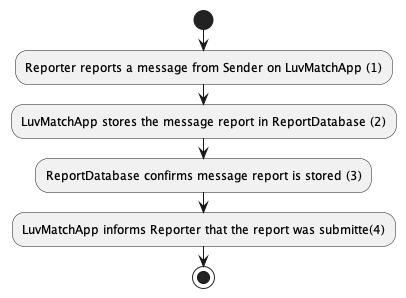 Reporter reports a message from Sender on LuvMatchApp (1)
LuvMatchApp stores the message report in ReportDatabase (2)
ReportDatabase confirms message report is stored (3)
LuvMatchApp informs Reporter that the report was submitte(4)